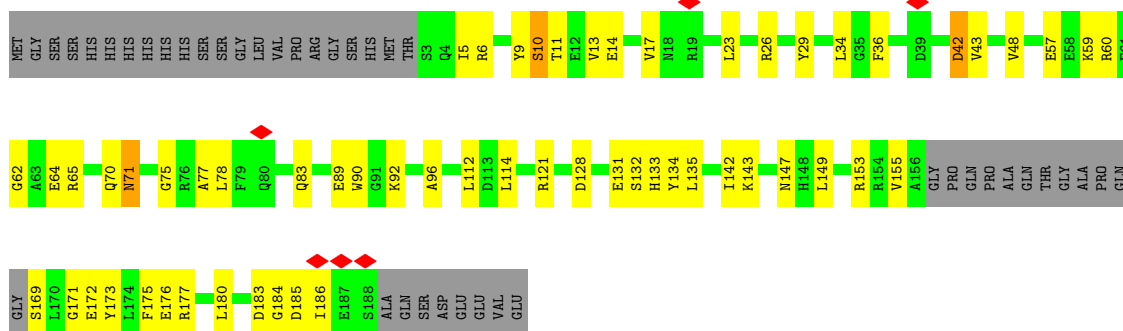 MET GLY SER SER HIS HIS HIS HIS HIS HIS SER SER GLY LEU VAL PRO ARG GLY SER HIS MET THR S3 Q4 I5 R6 Y9 S10 T11 E12 V13 E14 V17 N18 R19 L23 R26 Y29 L34 G35 F36 D39 D42 V43 V48 E57 E58 K59 R60
G62 A63 E64 R65 Q70 N71 G75 R76 A77 L78 F79 Q80 Q83 E89 W90 G91 K92 A96 L112 D113 L114 R121 D128 E131 S132 H133 Y134 L135 I142 K143 N147 H148 L149 R153 R154 V155 A156 GLY PRO GLN PRO ALA GLN THR GLY ALA PRO GLN
GLY S169 L170 G171 E172 Y173 L174 F175 E176 R177 L180 D183 G184 D185 I186 E187 S188 ALA GLN SER ASP GLU GLU VAL GLU